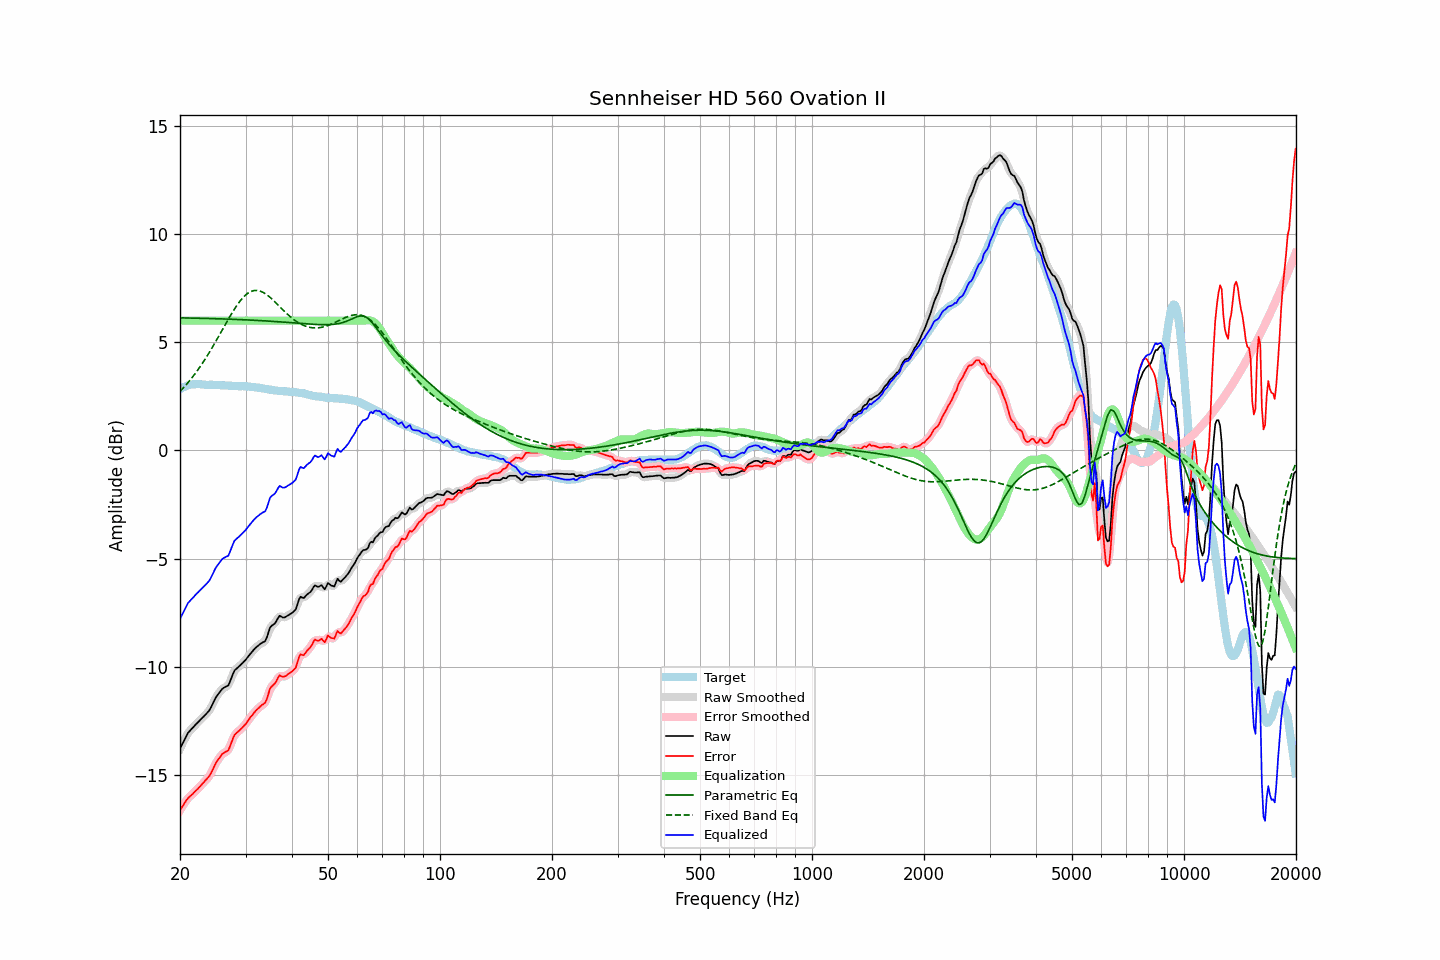 Sennheiser HD 560 Ovation II
Amplitude (dBr)
15
10
5
0
−5
−10
−15
Target
Raw Smoothed
Error Smoothed
Raw
Error
Equalization
Parametric Eq
Fixed Band Eq
Equalized
20 50 100 200 500 1000 2000 5000 10000 20000
Frequency (Hz)